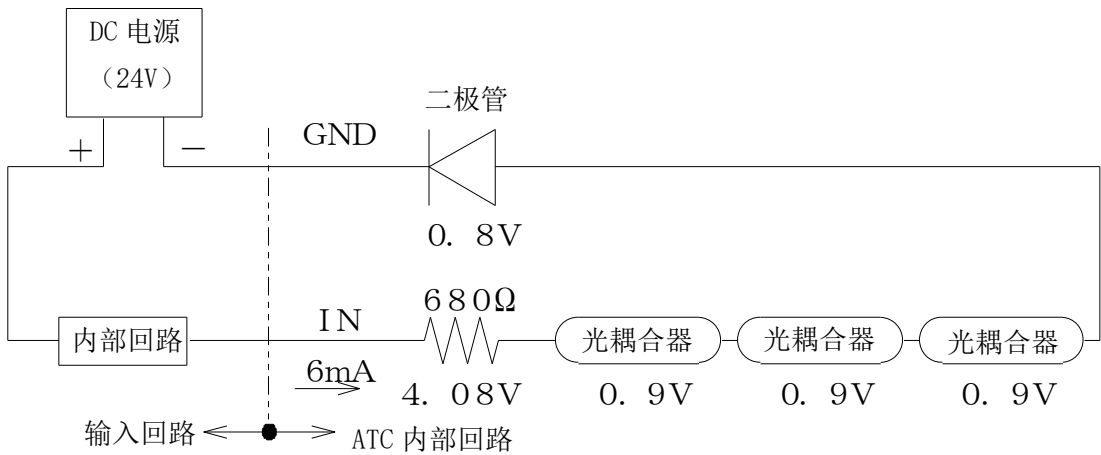 DC 电源
（24V）
二极管
＋
－
GND
0. 8V
680Ω
内部回路
IN
光耦合器
光耦合器
光耦合器
6mA
4. 08V
0. 9V
0. 9V
0. 9V
输入回路
ATC 内部回路